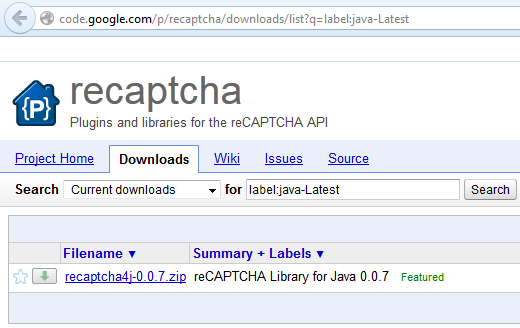 code.google.com/p/recaptcha/downloads/list?q=label:java-Latest
{P}
recaptcha
Plugins and libraries for the reCAPTCHA API
Project Home Downloads Wiki Issues Source
Search Current downloads for label:java-Latest Search
Filename ▼ Summary + Labels ▼
recaptcha4j-0.0.7.zip reCAPTCHA Library for Java 0.0.7 Featured